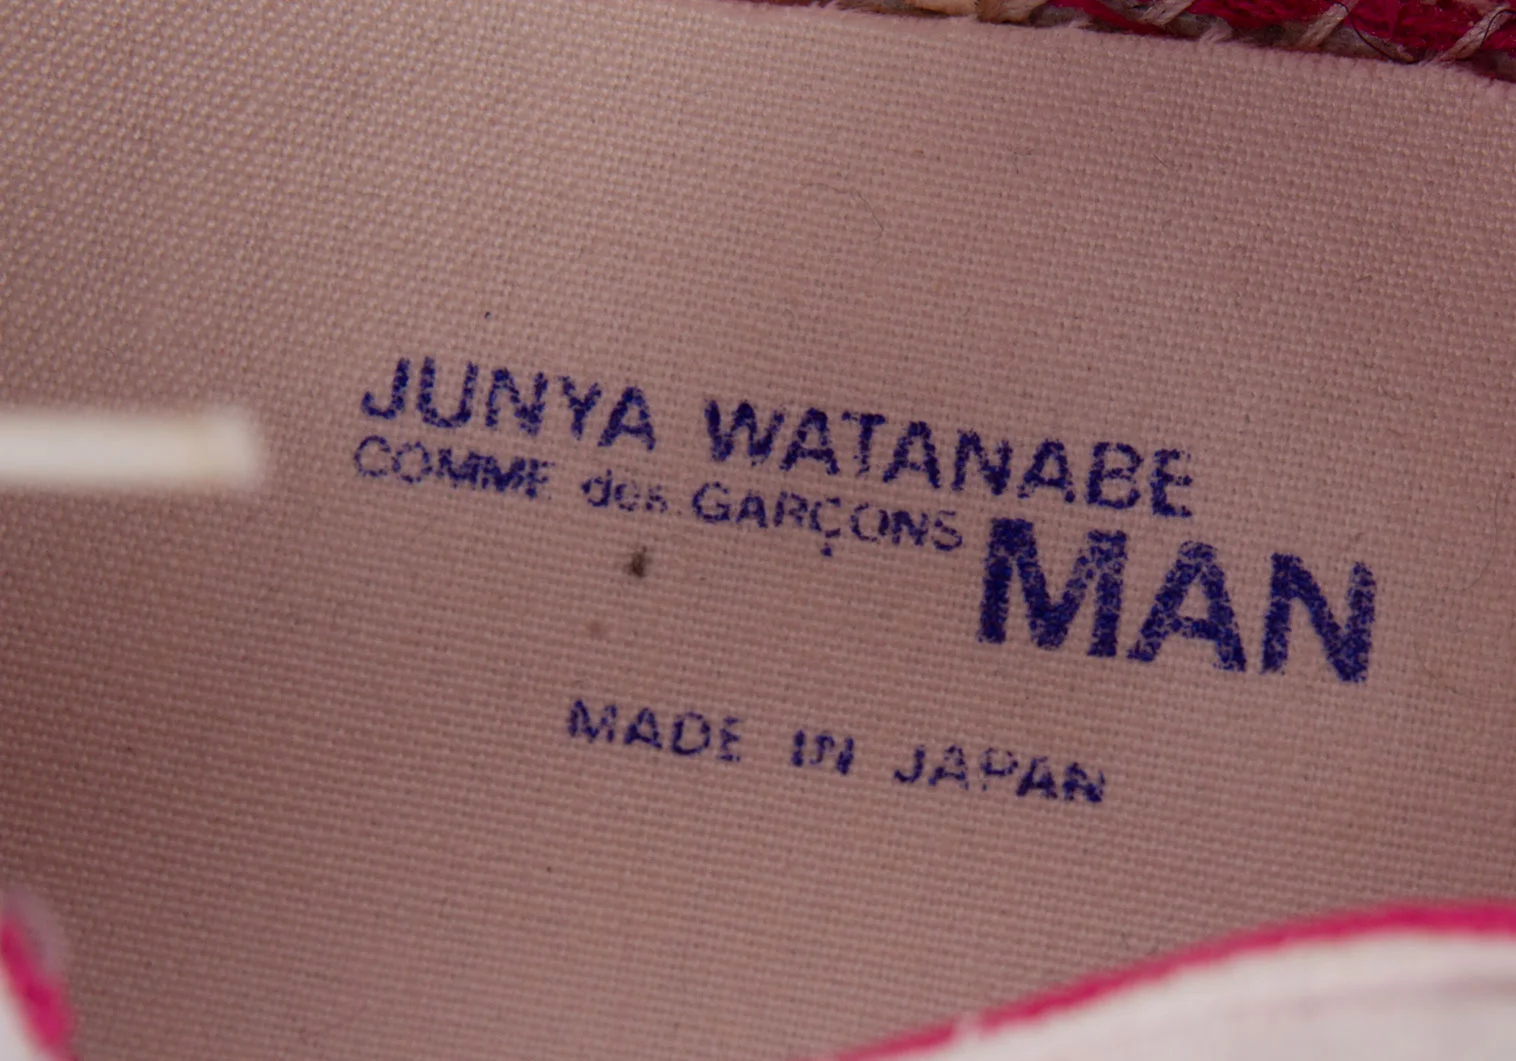 JUNYA WATANABE
COMME des GARÇONS
MAN
MADE IN JAPAN